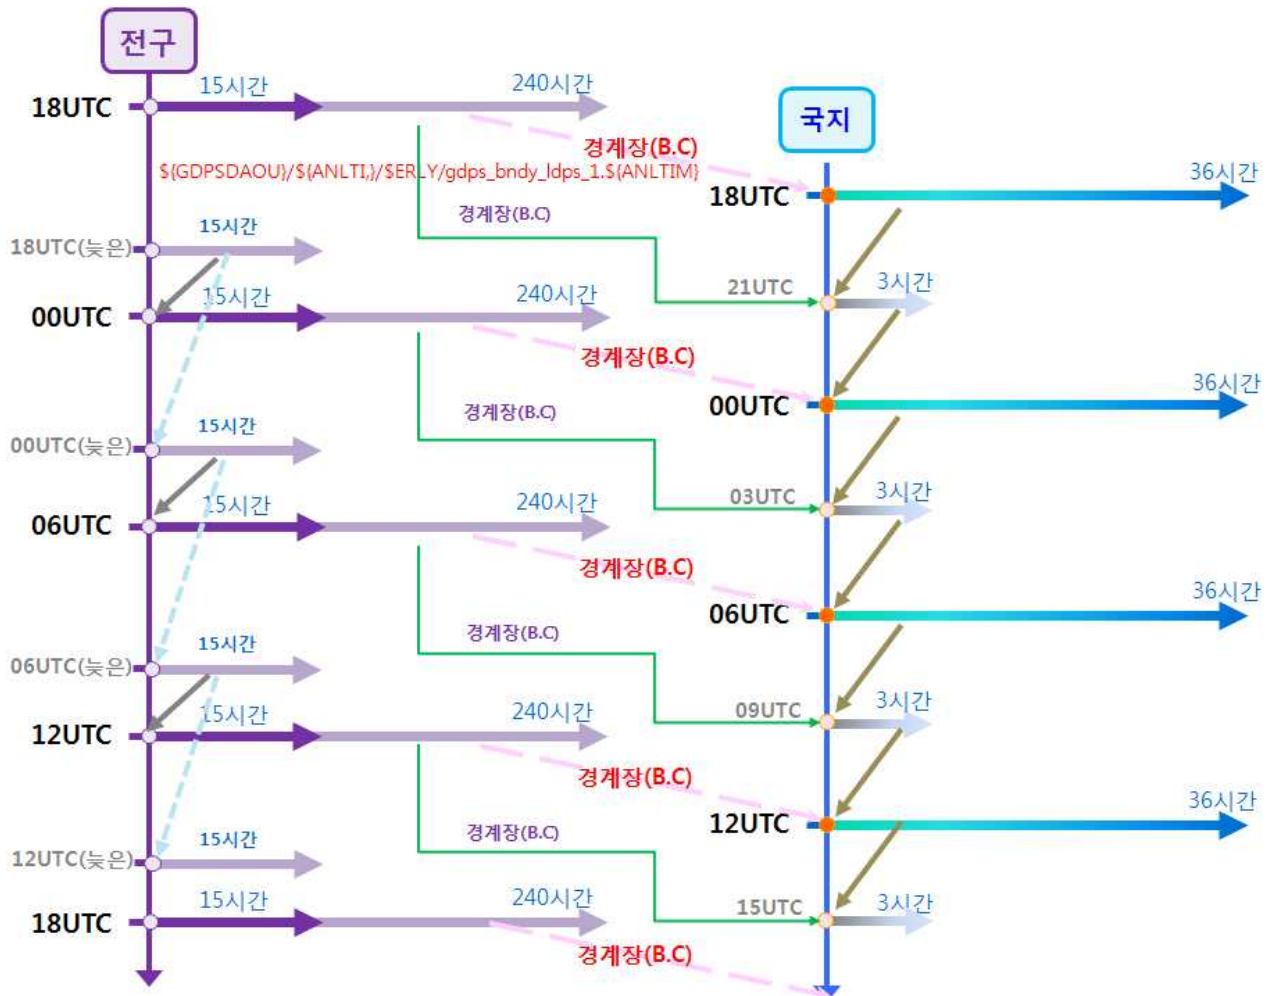 전구
15시간
240시간
18UTC
국지
경계장(B.C)
${GDPSDAOU}/${ANLTI,}/$ERLY/gdps_bndy_ldps_1.${ANLTIM}
36시간
18UTC
경계장(B.C)
15시간
18UTC(늦은)
21UTC
3시간
15시간
240시간
00UTC
경계장(B.C)
36시간
00UTC
경계장(B.C)
15시간
00UTC(늦은)
03UTC
3시간
15시간
240시간
06UTC
경계장(B.C)
36시간
06UTC
경계장(B.C)
15시간
06UTC(늦은)
09UTC
3시간
15시간
240시간
12UTC
경계장(B.C)
36시간
12UTC
경계장(B.C)
15시간
12UTC(늦은)
15시간
240시간
15UTC
3시간
18UTC
경계장(B.C)